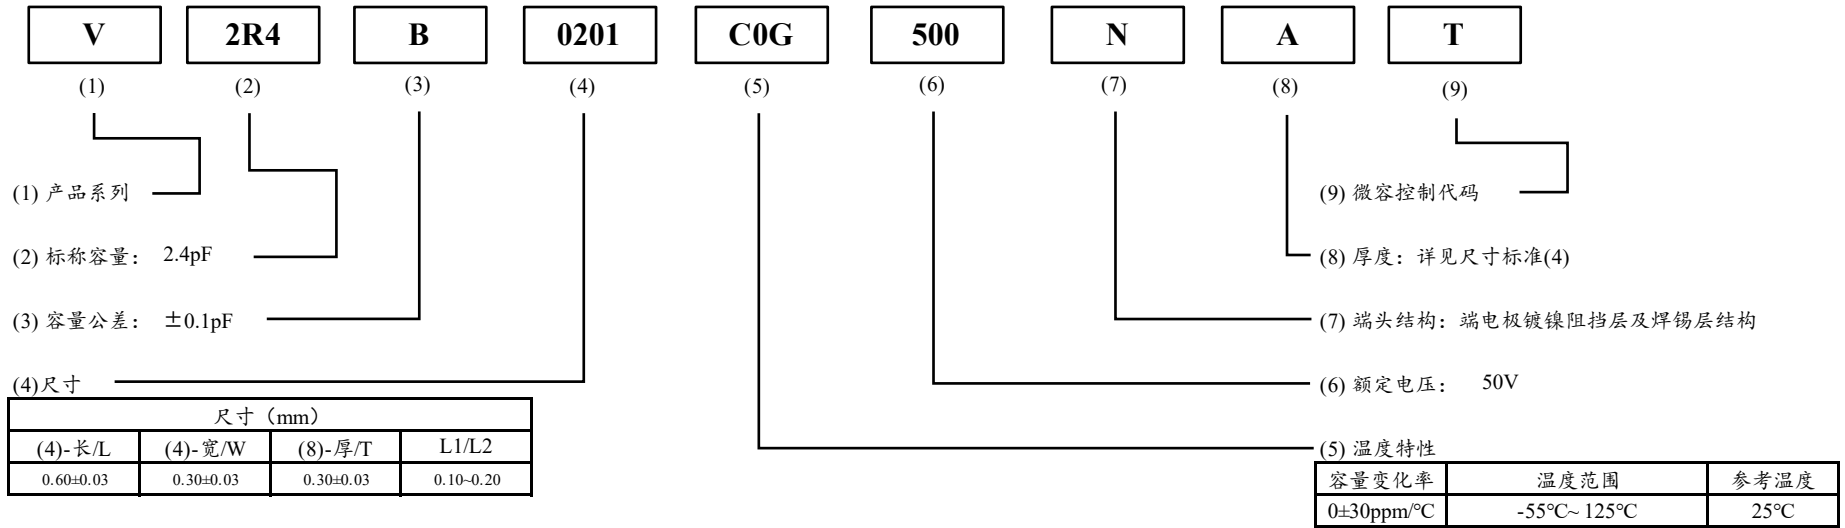 V 2R4 B 0201 C0G 500 N A T
(1) (2) (3) (4) (5) (6) (7) (8) (9)
(1) 产品系列
(9) 微容控制代码
(2) 标称容量： 2.4pF
(8) 厚度：详见尺寸标准(4)
(3) 容量公差： ±0.1pF
(7) 端头结构：端电极镀镍阻挡层及焊锡层结构
(4)尺寸
(6) 额定电压： 50V
尺寸（mm）
(4)-长/L (4)-宽/W (8)-厚/T L1/L2
0.60±0.03 0.30±0.03 0.30±0.03 0.10~0.20
(5) 温度特性
容量变化率 温度范围 参考温度
0±30ppm/°C -55°C~ 125°C 25°C